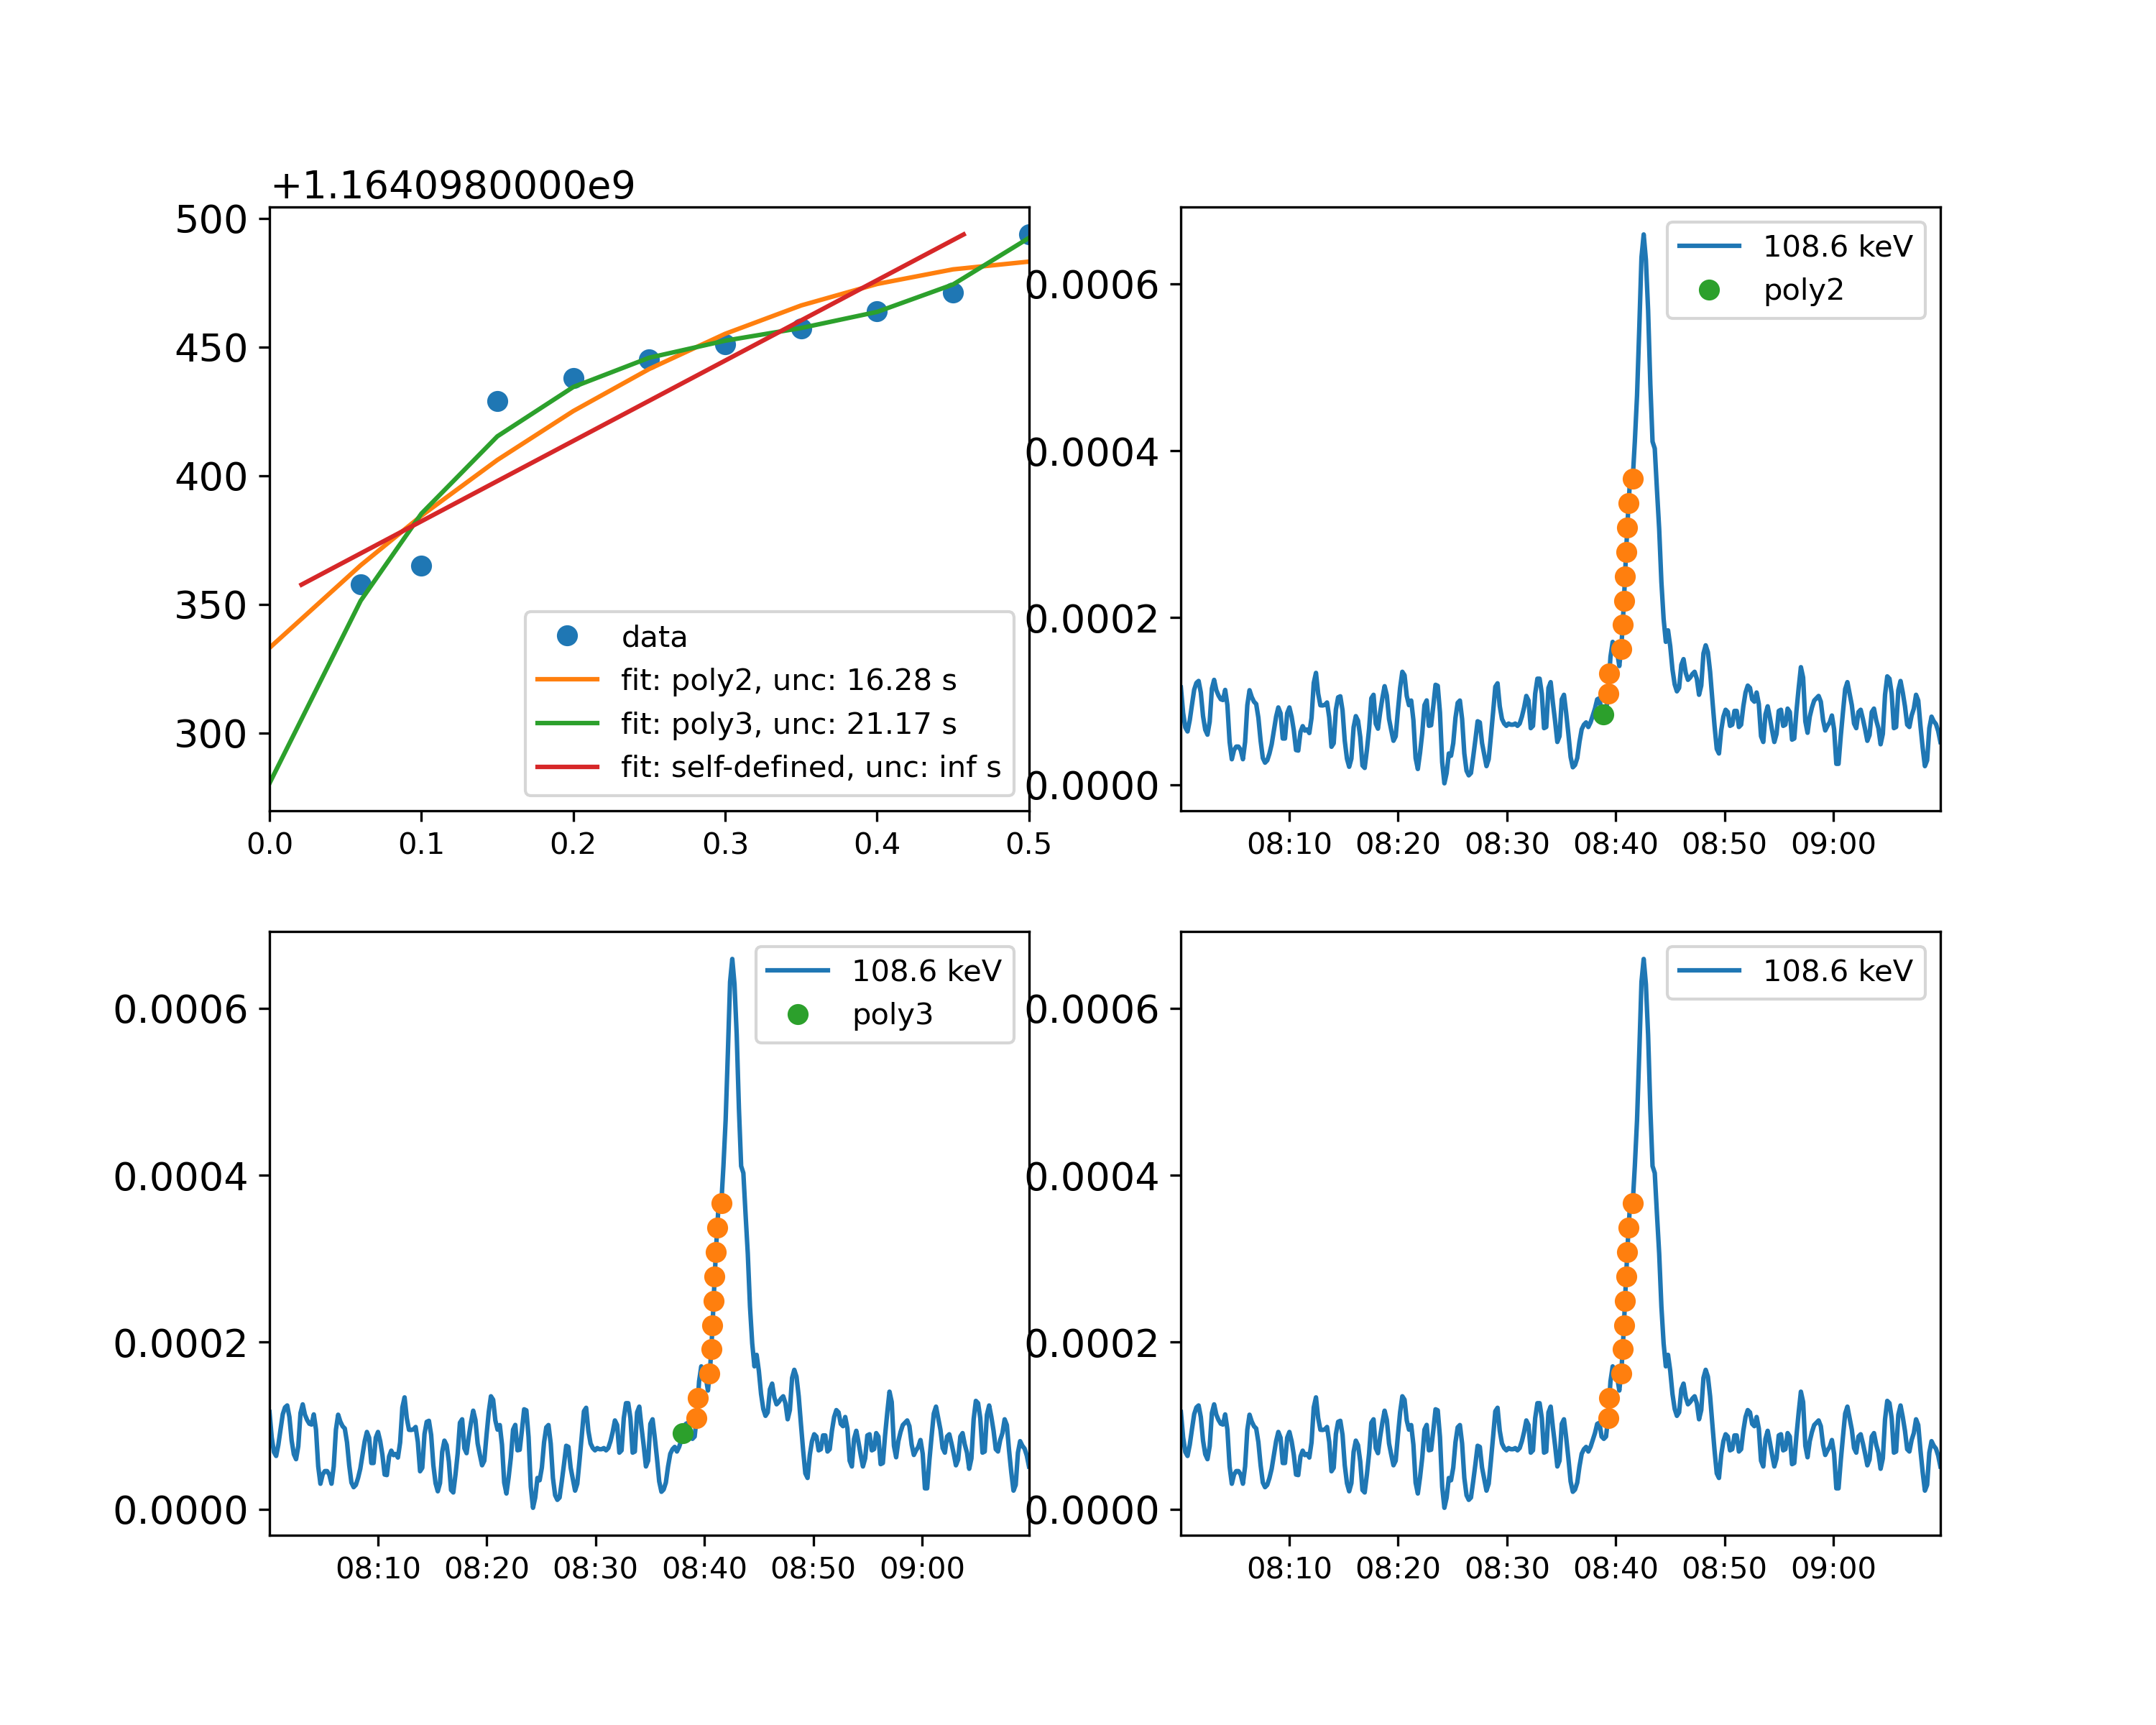 +1.1640980000e9
500
450
400
350
300
0.0 0.1 0.2 0.3 0.4 0.5
data
fit: poly2, unc: 16.28 s
fit: poly3, unc: 21.17 s
fit: self-defined, unc: inf s
0.0006
0.0004
0.0002
0.0000
08:10 08:20 08:30 08:40 08:50 09:00
108.6 keV
poly2
0.0006
0.0004
0.0002
0.0000
08:10 08:20 08:30 08:40 08:50 09:00
108.6 keV
poly3
0.0006
0.0004
0.0002
0.0000
08:10 08:20 08:30 08:40 08:50 09:00
108.6 keV